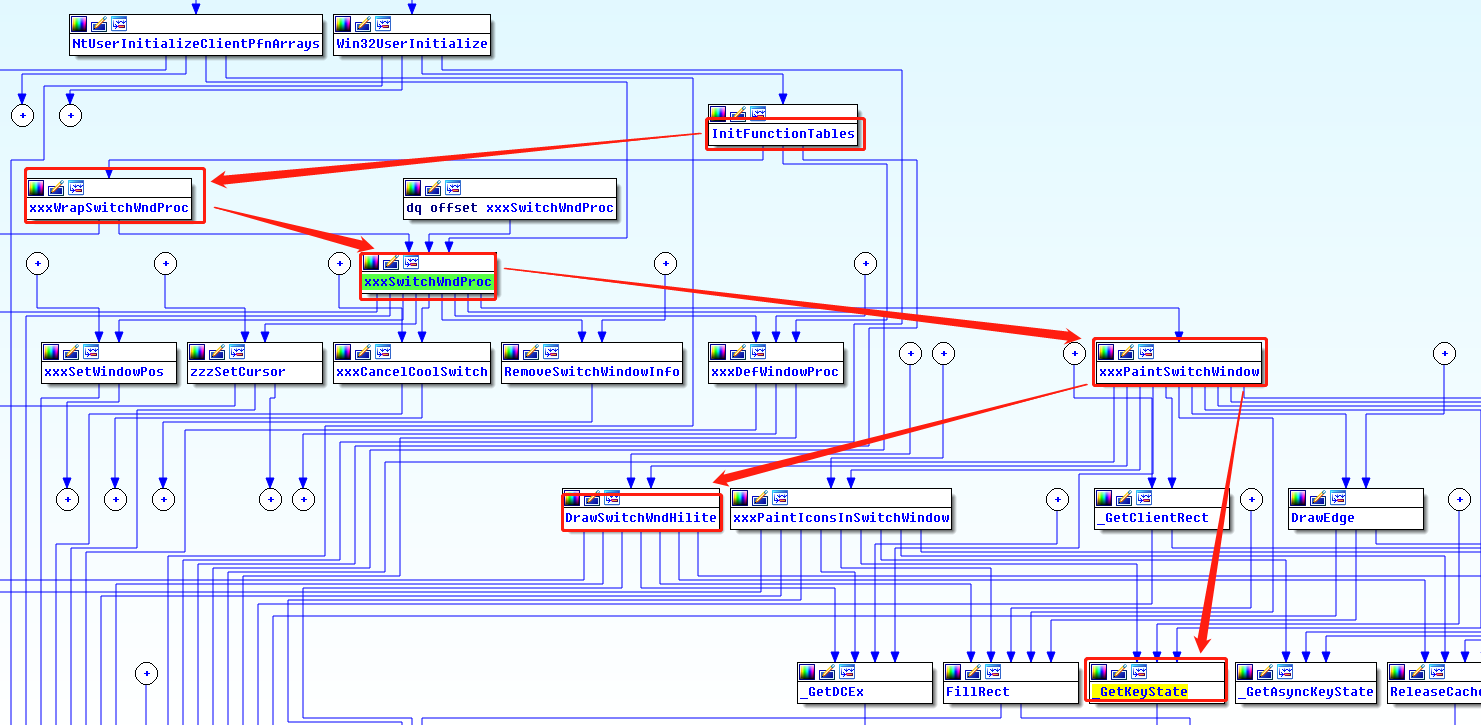 NtUserInitializeClientPfnArrays
Win32UserInitialize
InitFunctionTables
xxxWrapSwitchWndProc
dq offset xxxSwitchWndProc
xxxSwitchWndProc
xxxSetWindowPos
zzzSetCursor
xxxCancelCoolSwitch
RemoveSwitchWindowInfo
xxxDefWindowProc
xxxPaintSwitchWindow
DrawSwitchWndHilite
xxxPaintIconsInSwitchWindow
_GetClientRect
DrawEdge
_GetDCEx
FillRect
_GetKeyState
_GetAsyncKeyState
ReleaseCache